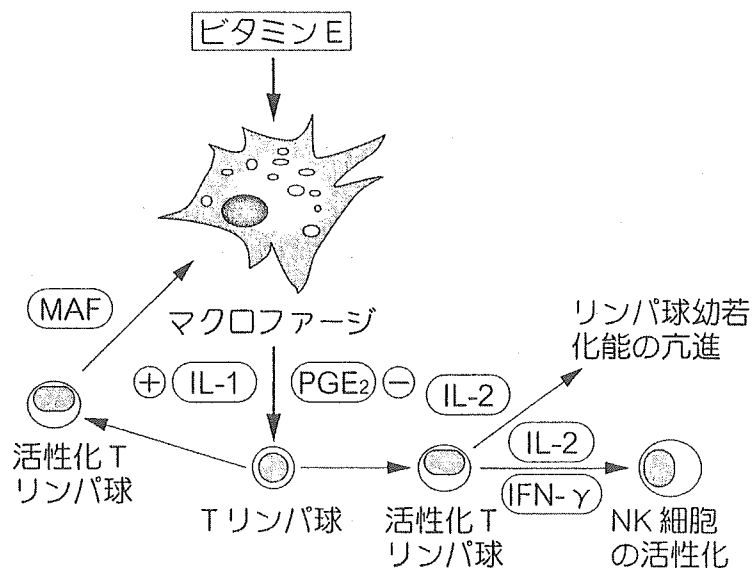 ビタミンE
MAF
マクロファージ
リンパ球幼若
化能の亢進
+
IL-1
PGE₂
−
IL-2
活性化T
リンパ球
Tリンパ球
活性化T
リンパ球
IL-2
IFN-γ
NK細胞
の活性化